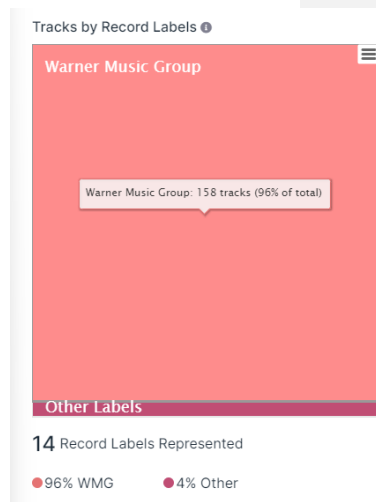 Tracks by Record Labels
Warner Music Group
Warner Music Group: 158 tracks (96% of total)
Other Labels
14 Record Labels Represented
96% WMG 4% Other